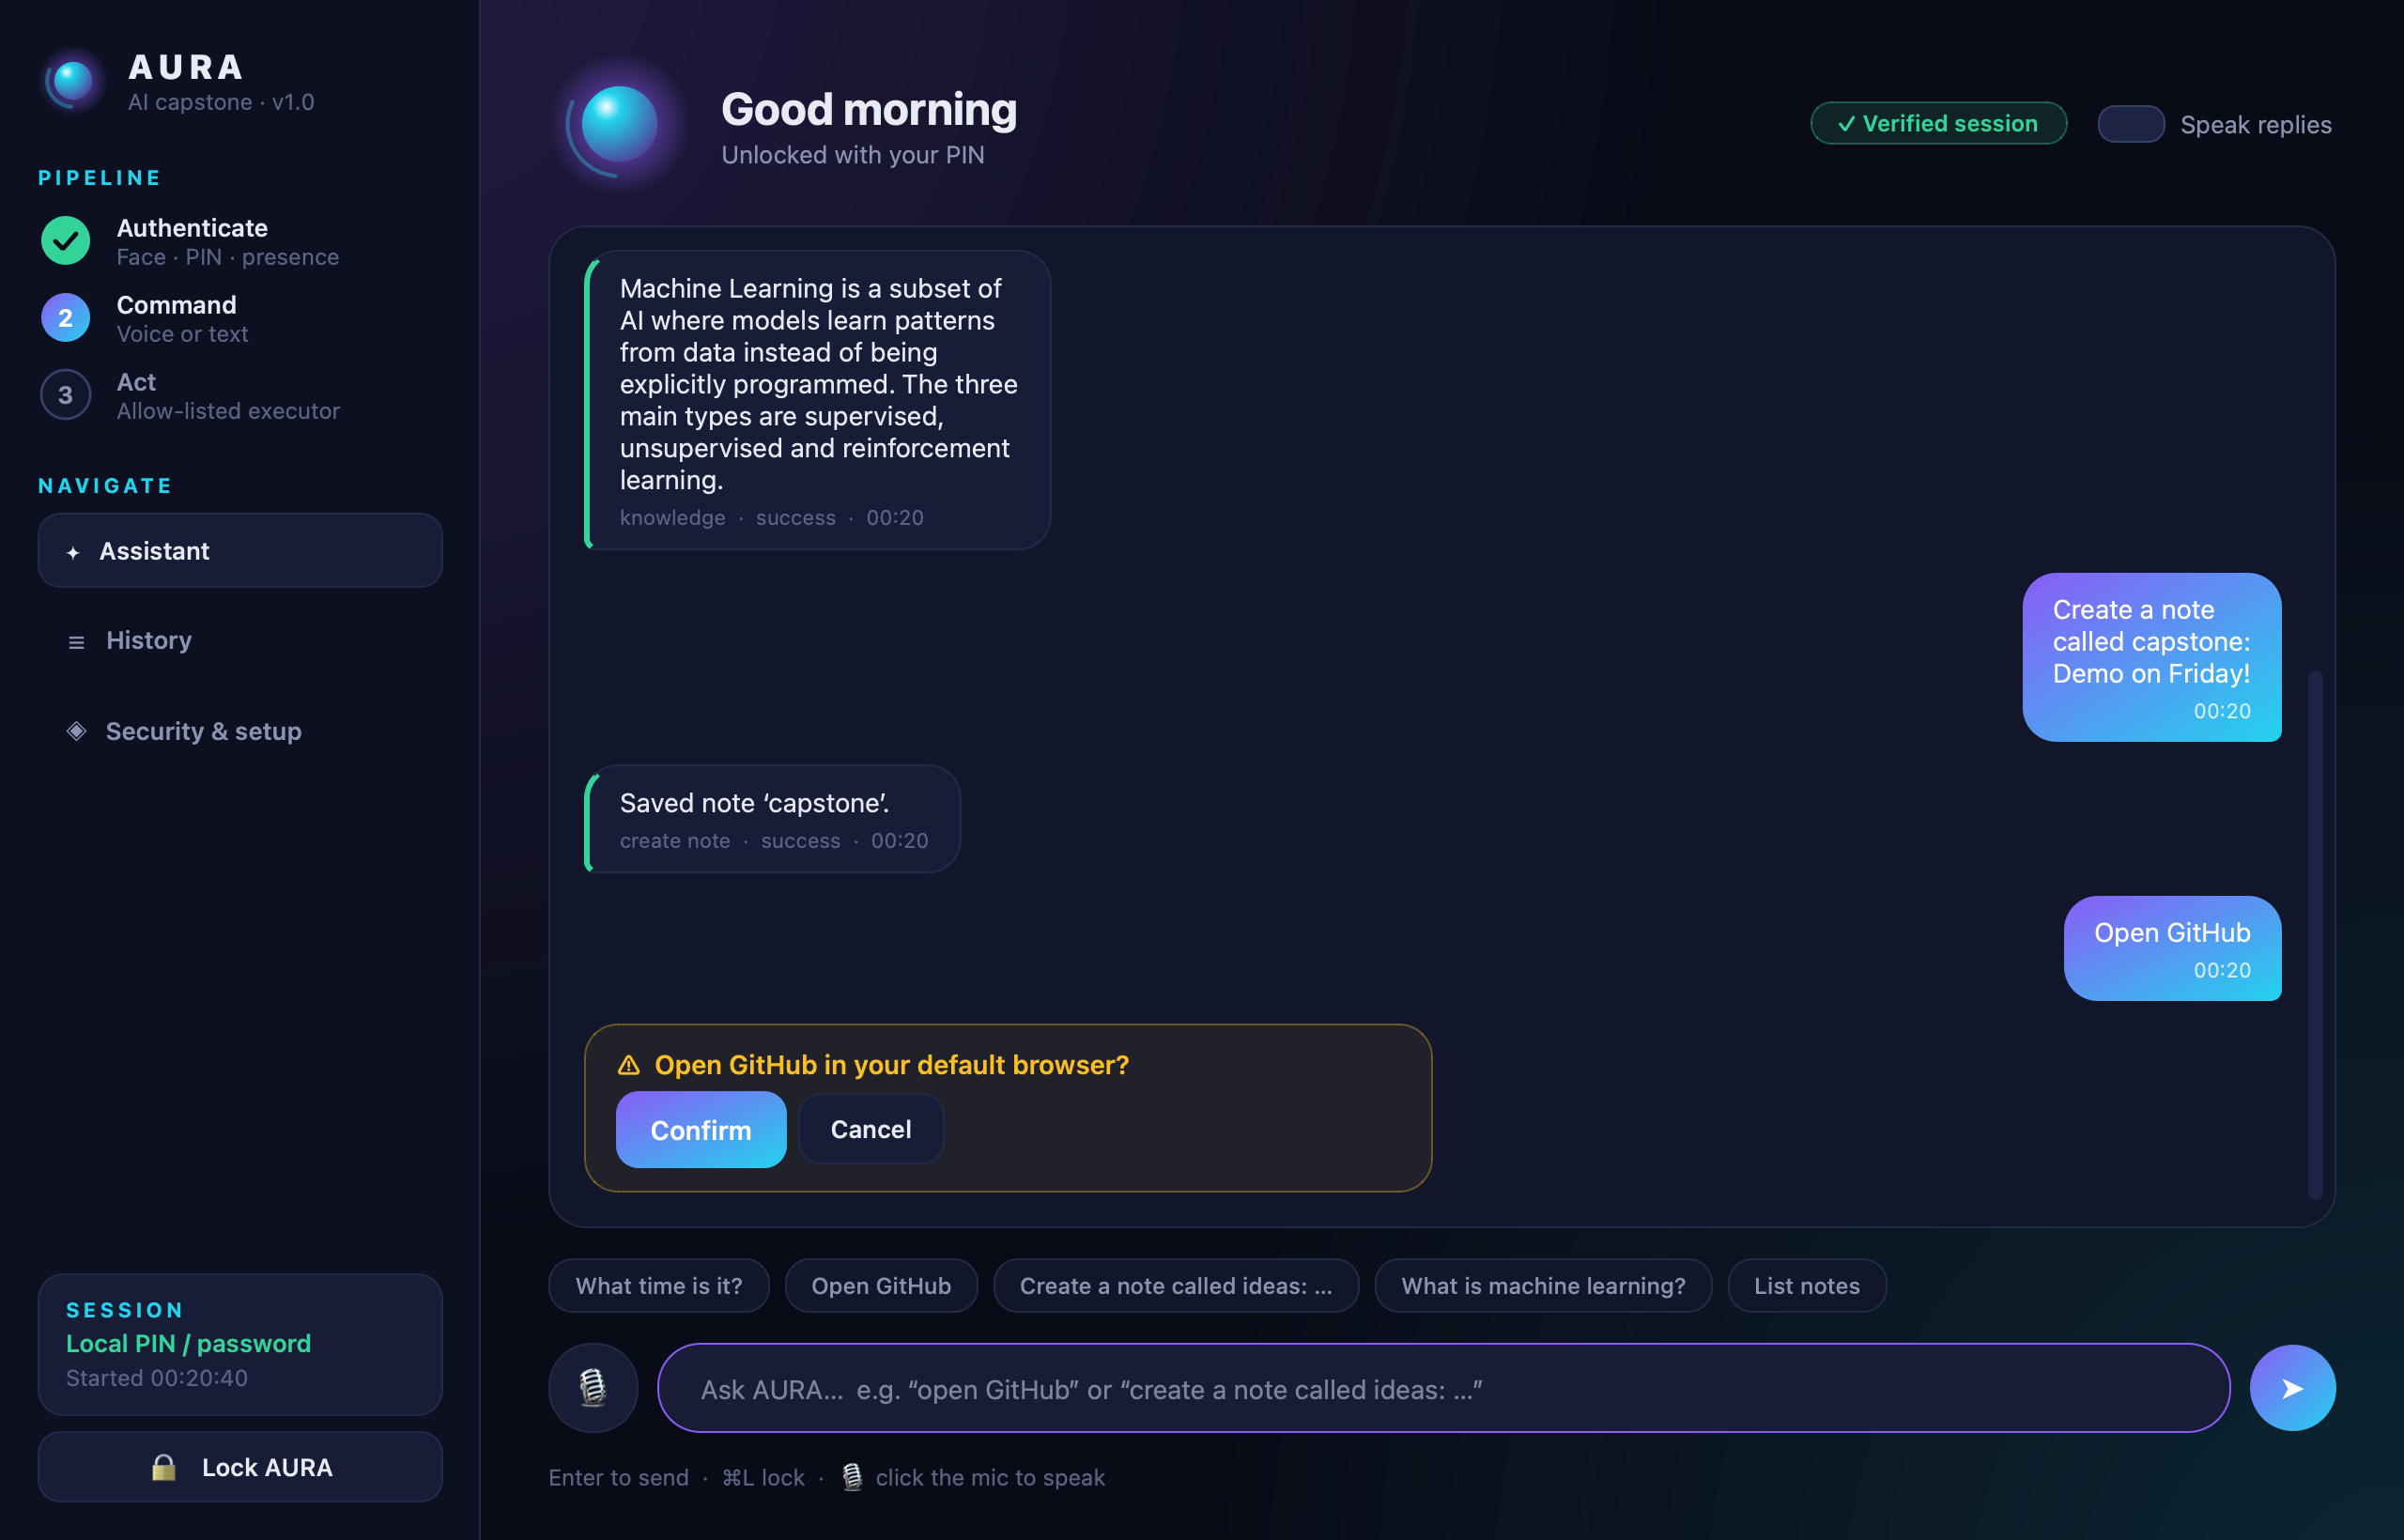 AURA
AI capstone · v1.0
PIPELINE
Authenticate
Face · PIN · presence
2
Command
Voice or text
3
Act
Allow-listed executor
NAVIGATE
Assistant
History
Security & setup
SESSION
Local PIN / password
Started 00:20:40
Lock AURA
Good morning
Unlocked with your PIN
✓ Verified session
Speak replies
Machine Learning is a subset of
AI where models learn patterns
from data instead of being
explicitly programmed. The three
main types are supervised,
unsupervised and reinforcement
learning.
knowledge · success · 00:20
Create a note
called capstone:
Demo on Friday!
00:20
Saved note ‘capstone’.
create note · success · 00:20
Open GitHub
00:20
⚠ Open GitHub in your default browser?
Confirm
Cancel
What time is it?
Open GitHub
Create a note called ideas: ...
What is machine learning?
List notes
Ask AURA... e.g. “open GitHub” or “create a note called ideas: ...”
Enter to send · ⌘L lock · 🎙 click the mic to speak